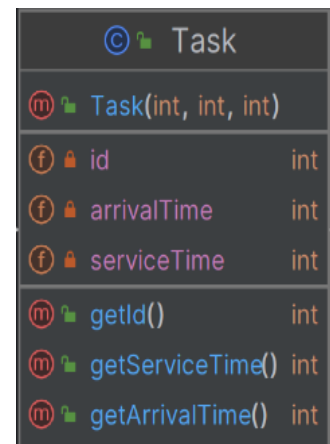 Task
Task(int, int, int)
id int
arrivalTime int
serviceTime int
getId() int
getServiceTime() int
getArrivalTime() int